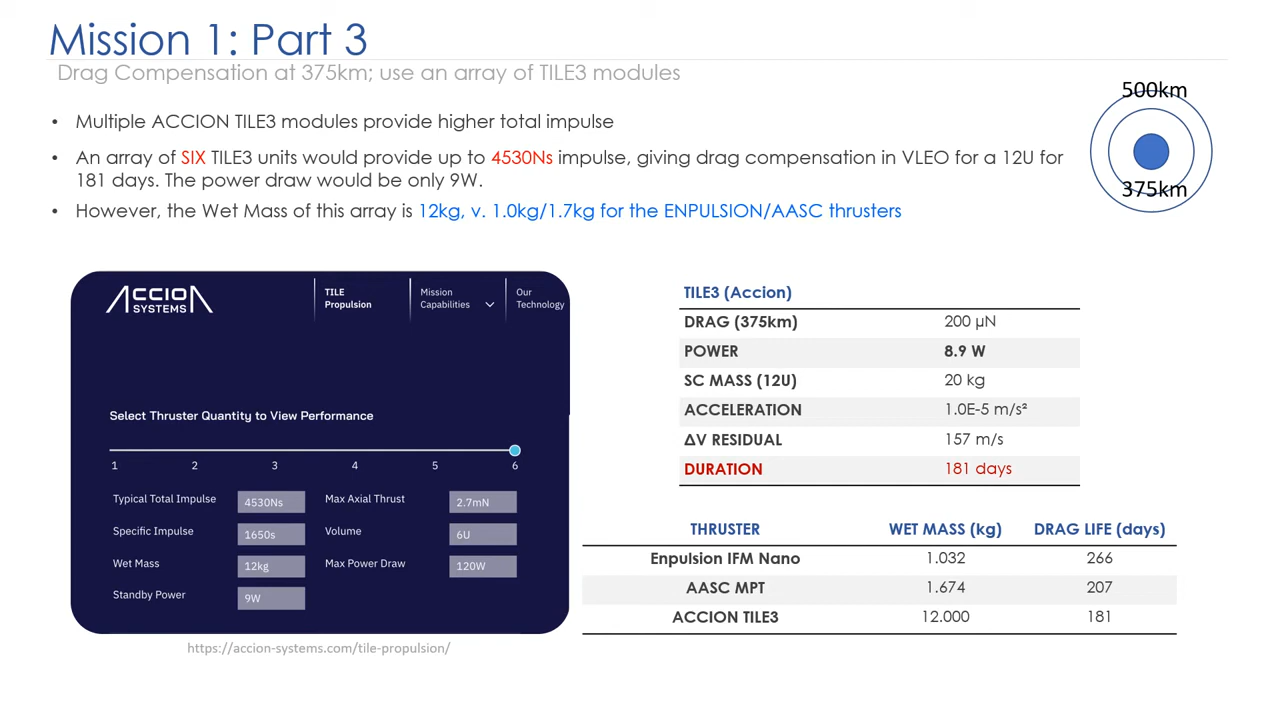 Mission 1: Part 3
Drag Compensation at 375km; use an array of TILE3 modules
500km
375km
• Multiple ACCION TILE3 modules provide higher total impulse
• An array of SIX TILE3 units would provide up to 4530Ns impulse, giving drag compensation in VLEO for a 12U for
181 days. The power draw would be only 9W.
• However, the Wet Mass of this array is 12kg, v. 1.0kg/1.7kg for the ENPULSION/AASC thrusters
ACCION
SYSTEMS
TILE
Propulsion
Mission
Capabilities
Our
Technology
Select Thruster Quantity to View Performance
1 2 3 4 5 6
Typical Total Impulse 4530Ns Max Axial Thrust 2.7mN
Specific Impulse 1650s Volume 6U
Wet Mass 12kg Max Power Draw 120W
Standby Power 9W
https://accion-systems.com/tile-propulsion/
TILE3 (Accion)
DRAG (375km) 200 µN
POWER 8.9 W
SC MASS (12U) 20 kg
ACCELERATION 1.0E-5 m/s²
ΔV RESIDUAL 157 m/s
DURATION 181 days
THRUSTER WET MASS (kg) DRAG LIFE (days)
Enpulsion IFM Nano 1.032 266
AASC MPT 1.674 207
ACCION TILE3 12.000 181